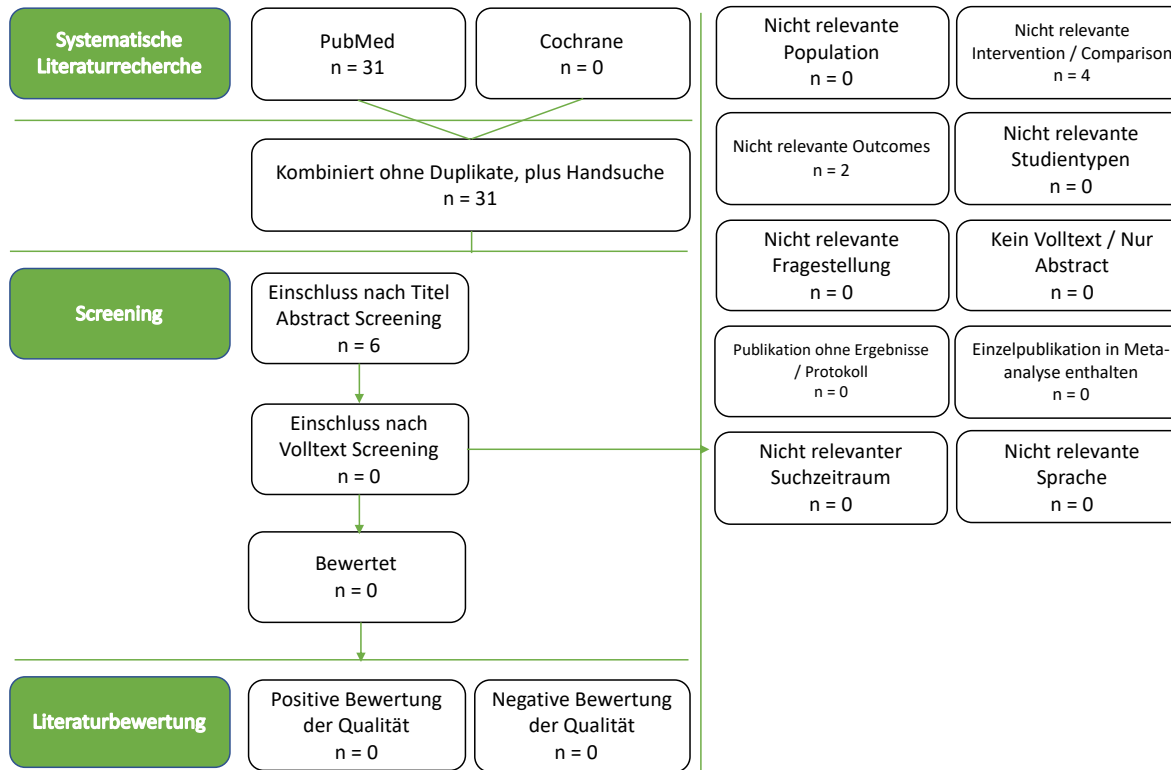 Systematische
Literaturrecherche
PubMed
n = 31
Cochrane
n = 0
Kombiniert ohne Duplikate, plus Handsuche
n = 31
Screening
Einschluss nach Titel
Abstract Screening
n = 6
Einschluss nach
Volltext Screening
n = 0
Bewertet
n = 0
Literaturbewertung
Positive Bewertung
der Qualität
n = 0
Negative Bewertung
der Qualität
n = 0
Nicht relevante
Population
n = 0
Nicht relevante
Intervention / Comparison
n = 4
Nicht relevante Outcomes
n = 2
Nicht relevante
Studientypen
n = 0
Nicht relevante
Fragestellung
n = 0
Kein Volltext / Nur
Abstract
n = 0
Publikation ohne Ergebnisse
/ Protokoll
n = 0
Einzelpublikation in Meta-
analyse enthalten
n = 0
Nicht relevanter
Suchzeitraum
n = 0
Nicht relevante
Sprache
n = 0